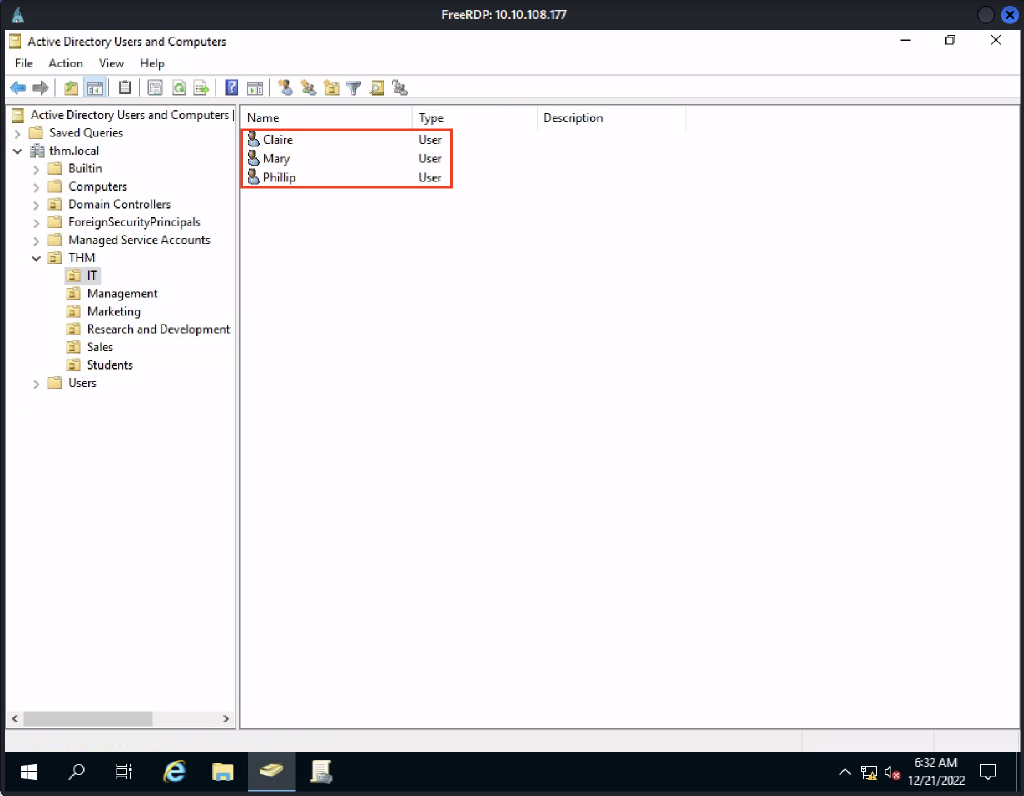 FreeRDP: 10.10.108.177
Active Directory Users and Computers
File Action View Help
Active Directory Users and Computers
Saved Queries
thm.local
Builtin
Computers
Domain Controllers
ForeignSecurityPrincipals
Managed Service Accounts
THM
IT
Management
Marketing
Research and Development
Sales
Students
Users
Name Type Description
Claire User
Mary User
Phillip User
6:32 AM
12/21/2022